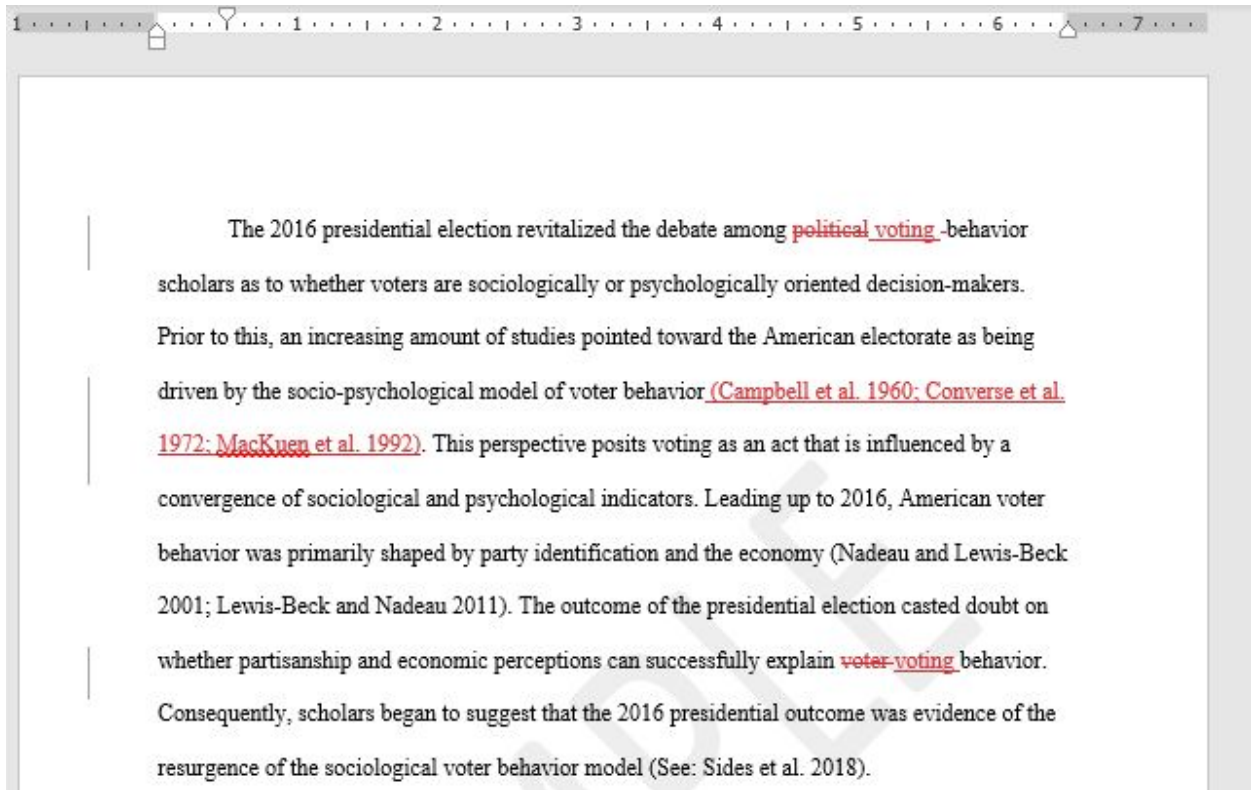 1 1 2 3 4 5 6 7
The 2016 presidential election revitalized the debate among political voting -behavior
scholars as to whether voters are sociologically or psychologically oriented decision-makers.
Prior to this, an increasing amount of studies pointed toward the American electorate as being
driven by the socio-psychological model of voter behavior (Campbell et al. 1960; Converse et al.
1972; MacKuen et al. 1992). This perspective posits voting as an act that is influenced by a
convergence of sociological and psychological indicators. Leading up to 2016, American voter
behavior was primarily shaped by party identification and the economy (Nadeau and Lewis-Beck
2001; Lewis-Beck and Nadeau 2011). The outcome of the presidential election casted doubt on
whether partisanship and economic perceptions can successfully explain voter voting behavior.
Consequently, scholars began to suggest that the 2016 presidential outcome was evidence of the
resurgence of the sociological voter behavior model (See: Sides et al. 2018).